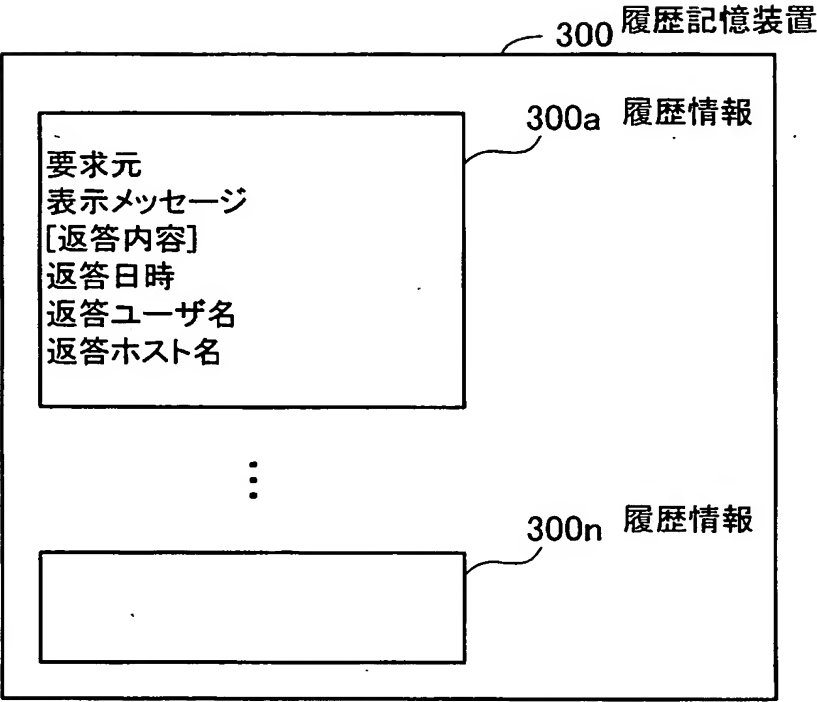 300 履歴記憶装置
300a 履歴情報
要求元
表示メッセージ
[返答内容]
返答日時
返答ユーザ名
返答ホスト名
⋮
300n 履歴情報